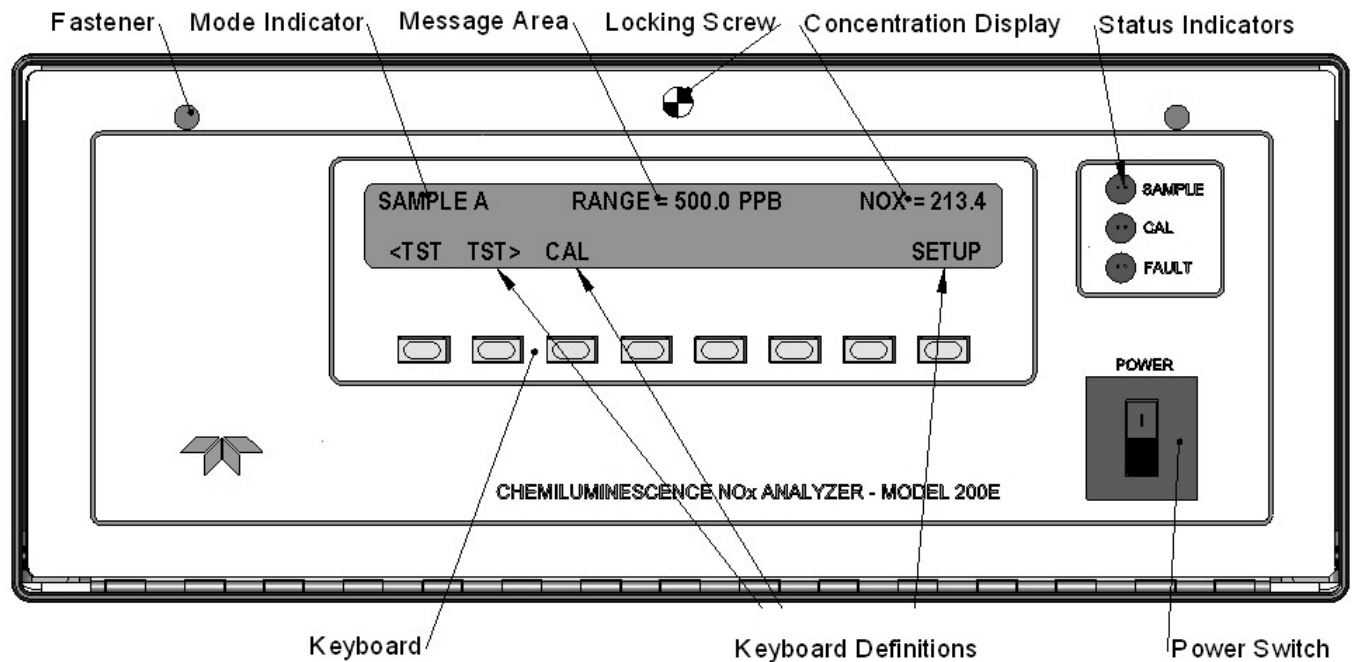 Fastener Mode Indicator Message Area Locking Screw Concentration Display Status Indicators
SAMPLE A RANGE = 500.0 PPB NOX = 213.4
<TST TST> CAL SETUP
SAMPLE
CAL
FAULT
POWER
I
CHEMILUMINESCENCE NOx ANALYZER - MODEL 200E
Keyboard Keyboard Definitions Power Switch